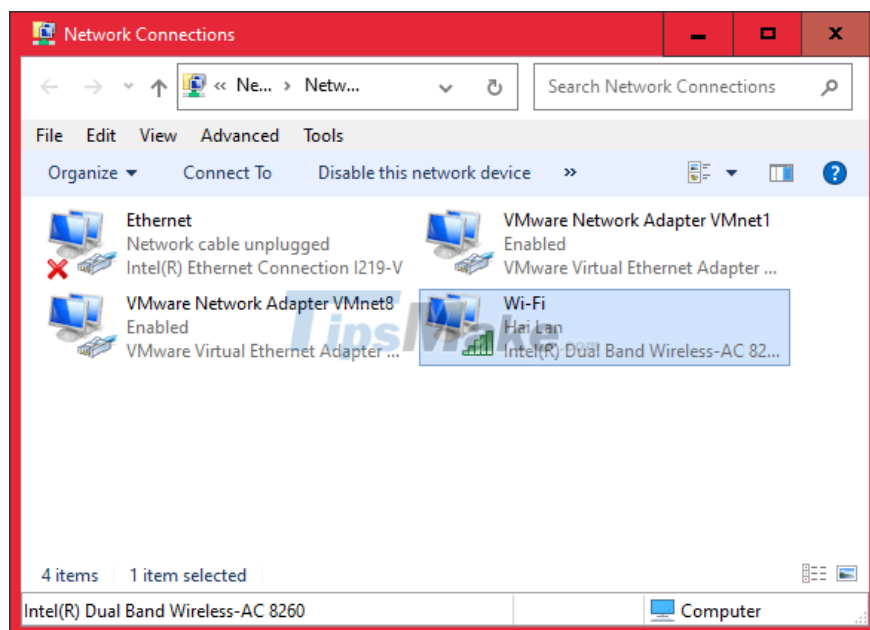 Network Connections
« Ne... › Netw...
Search Network Connections
File Edit View Advanced Tools
Organize Connect To Disable this network device »
?
Ethernet
Network cable unplugged
Intel(R) Ethernet Connection I219-V
VMware Network Adapter VMnet1
Enabled
VMware Virtual Ethernet Adapter ...
VMware Network Adapter VMnet8
Enabled
VMware Virtual Ethernet Adapter ...
Wi-Fi
Hai Lan
Intel(R) Dual Band Wireless-AC 82...
TipsMake.com
4 items 1 item selected
Intel(R) Dual Band Wireless-AC 8260
Computer